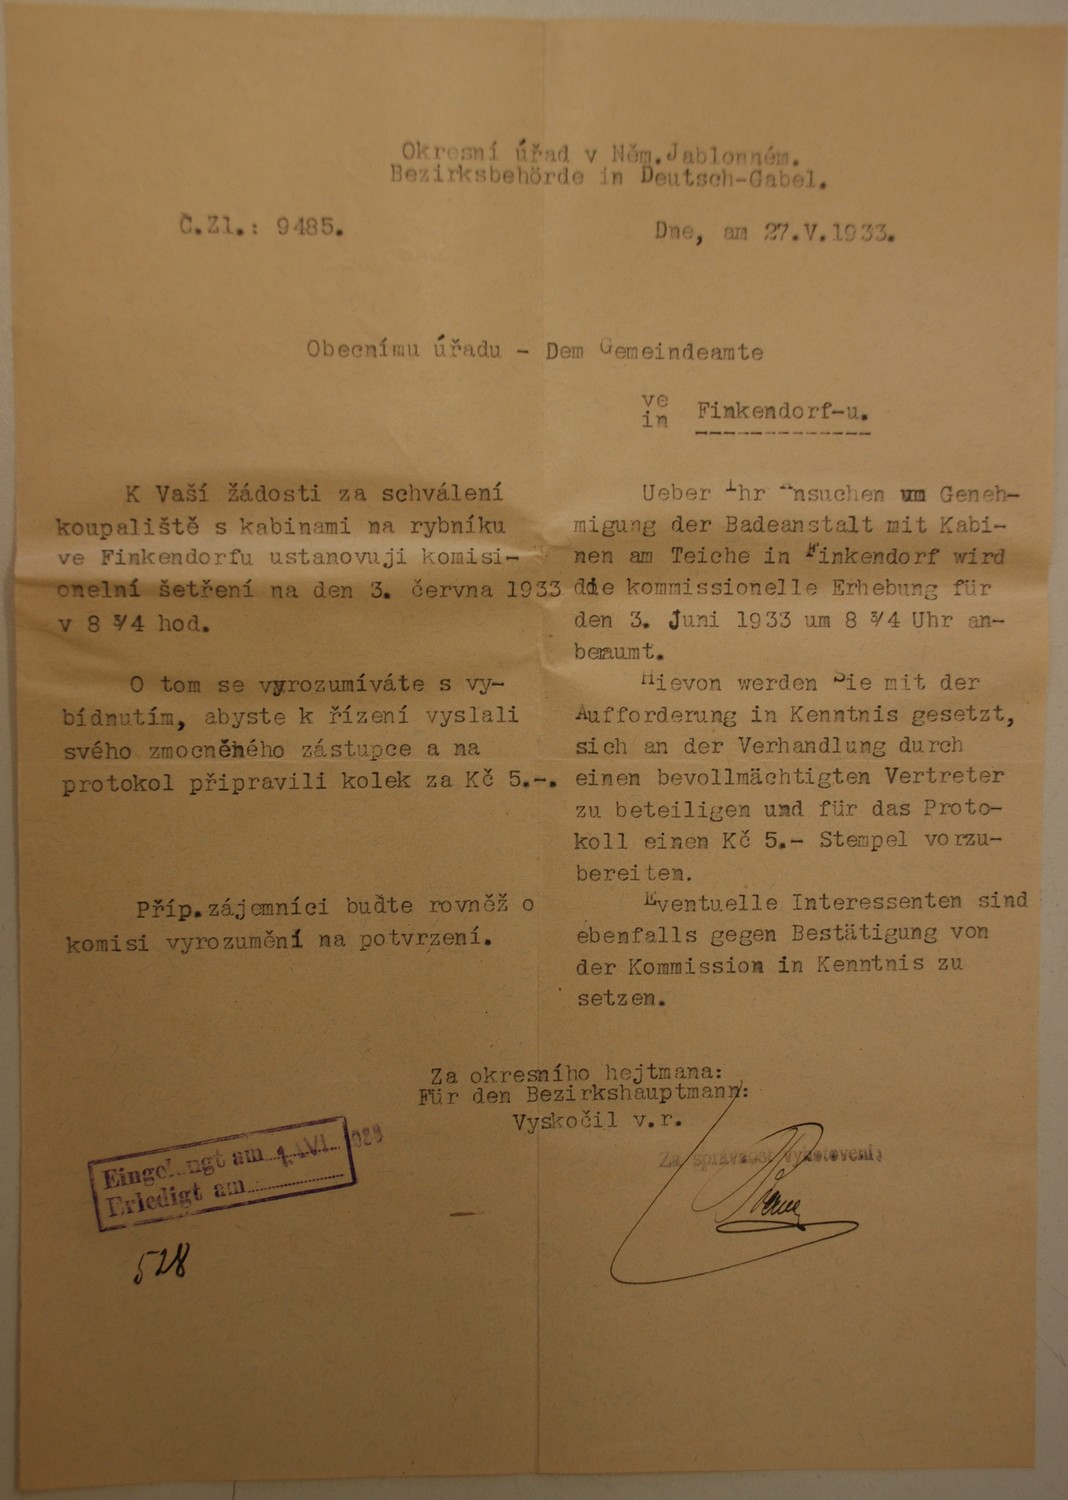 Okresní úřad v Něm.Jablonném.
Bezirksbehörde in Deutsch-Gabel.
Č.Zl.: 9485.
Dne, am 27.V.1933.
Obecnímu úřadu - Dem Gemeindeamte
ve
in Finkendorf-u.
K Vaší žádosti za schválení
koupaliště s kabinami na rybníku
ve Finkendorfu ustanovuji komisi-
onelní šetření na den 3. června 1933
v 8 3/4 hod.
O tom se vyrozumíváte s vy-
bídnutím, abyste k řízení vyslali
svého zmocněného zástupce a na
protokol připravili kolek za Kč 5.-.
Příp.zájemníci buďte rovněž o
komisi vyrozumění na potvrzení.
Ueber Ihr Ansuchen um Geneh-
migung der Badeanstalt mit Kabi-
nen am Teiche in Finkendorf wird
die kommissionelle Erhebung für
den 3. Juni 1933 um 8 3/4 Uhr an-
beraumt.
Hievon werden Sie mit der
Aufforderung in Kenntnis gesetzt,
sich an der Verhandlung durch
einen bevollmächtigten Vertreter
zu beteiligen und für das Proto-
koll einen Kč 5.- Stempel vorzu-
bereiten.
Eventuelle Interessenten sind
ebenfalls gegen Bestätigung von
der Kommission in Kenntnis zu
setzen.
Za okresního hejtmana:
Für den Bezirkshauptmann:
Vyskočil v.r.
Za správnost vyhotovení:
Eingelangt am
Erledigt am
528